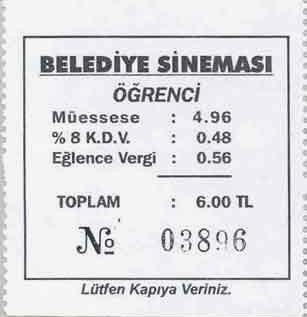 BELEDİYE SİNEMASI
ÖĞRENCİ
Müessese : 4.96
% 8 K.D.V. : 0.48
Eğlence Vergi : 0.56
TOPLAM : 6.00 TL
№ 03896
Lütfen Kapıya Veriniz.